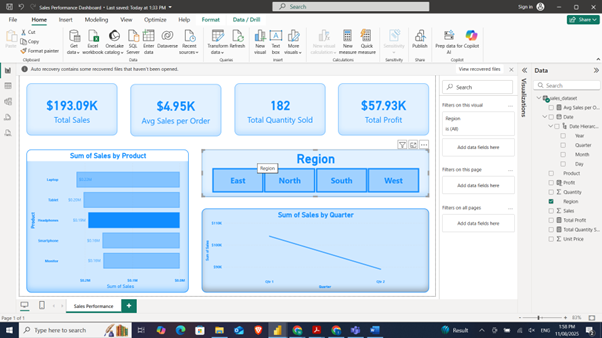 Sales Performance Dashboard • Last saved: Today at 1:33 PM
Search
Sign in
File Home Insert Modeling View Optimize Help Format Data / Drill
Share
Paste Cut
Copy
Format painter
Get data Excel workbook OneLake catalog SQL Server Enter data Dataverse Recent sources
Transform data Refresh
New visual Text box More visuals
New visual calculation New measure Quick measure
Sensitivity
Publish
Prep data for AI Copilot
Clipboard Data Queries Insert Calculations Sensitivity Share Copilot
Auto recovery contains some recovered files that haven't been opened.
View recovered files
$193.09K
Total Sales
$4.95K
Avg Sales per Order
182
Total Quantity Sold
$57.93K
Total Profit
Sum of Sales by Product
Product
Laptop
Tablet
Headphones
Smartphone
Monitor
Sum of Sales
Region
Region
East North South West
Sum of Sales by Quarter
Sum of Sales
Qtr 1 Qtr 2
Quarter
Search
Filters on this visual
Region
is (All)
Add data fields here
Filters on this page
Add data fields here
Filters on all pages
Add data fields here
Visualizations
Data
Search
sales_dataset
Avg Sales per
Date
Date Hierar...
Year
Quarter
Month
Day
Product
Profit
Quantity
Region
Sales
Total Profit
Total Quantity S...
Unit Price
Sales Performance
Page 1 of 1
83%
Type here to search
Result
ENG
1:58 PM
11/08/2025